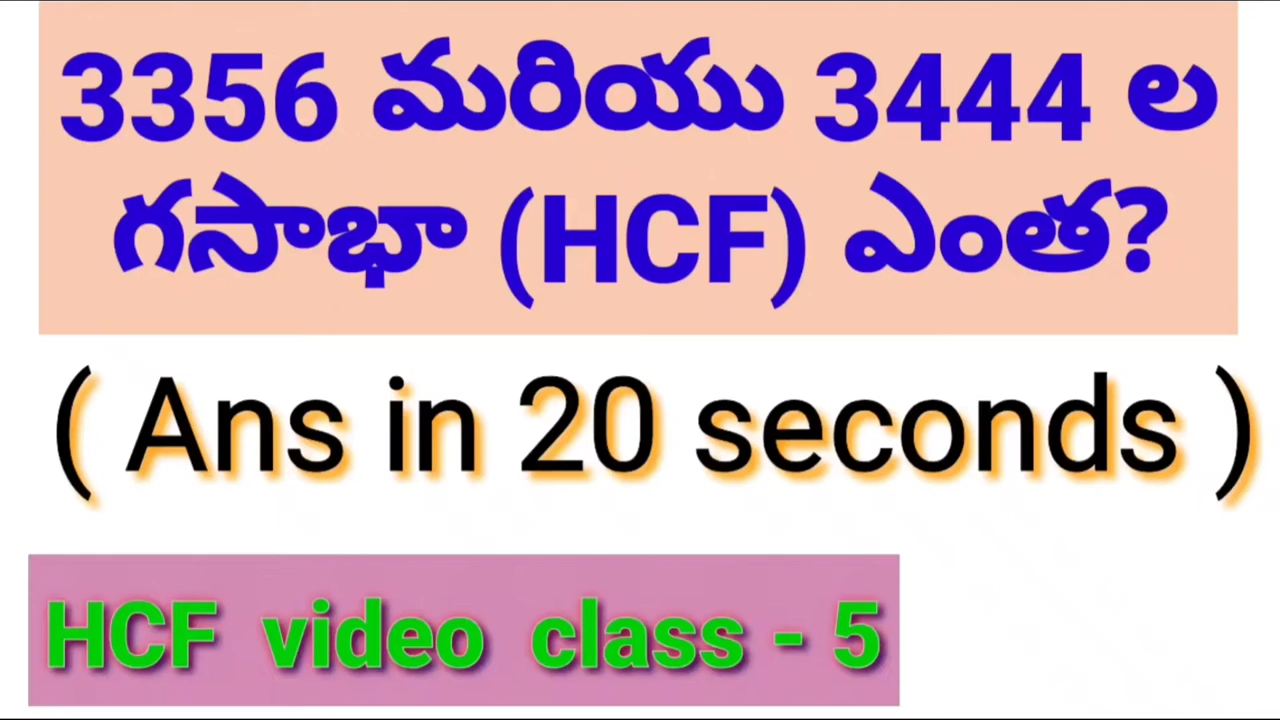 3356 మరియు 3444 ల
గసాభా (HCF) ఎంత?
( Ans in 20 seconds )
HCF video class - 5